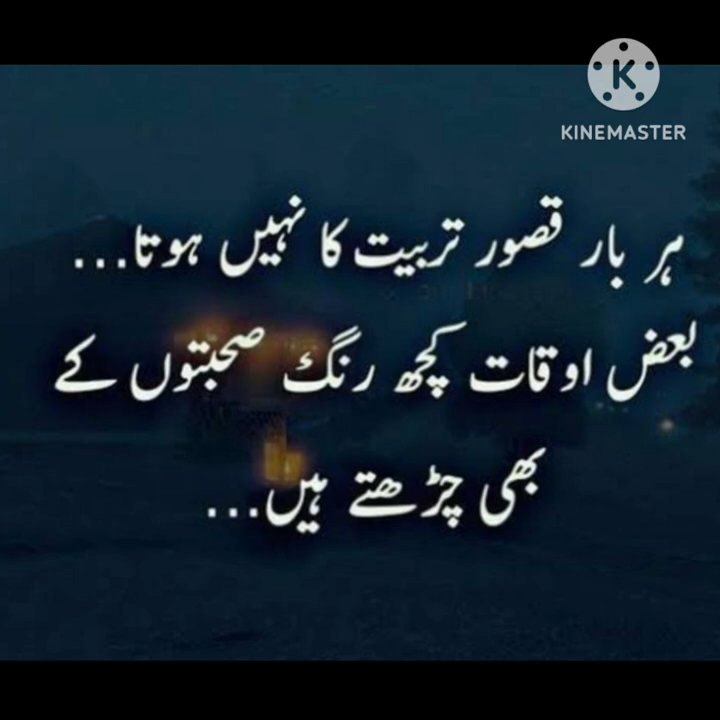 KINEMASTER
ہر بار قصور تربیت کا نہیں ہوتا...
بعض اوقات کچھ رنگ صحبتوں کے
بھی چڑھتے ہیں...